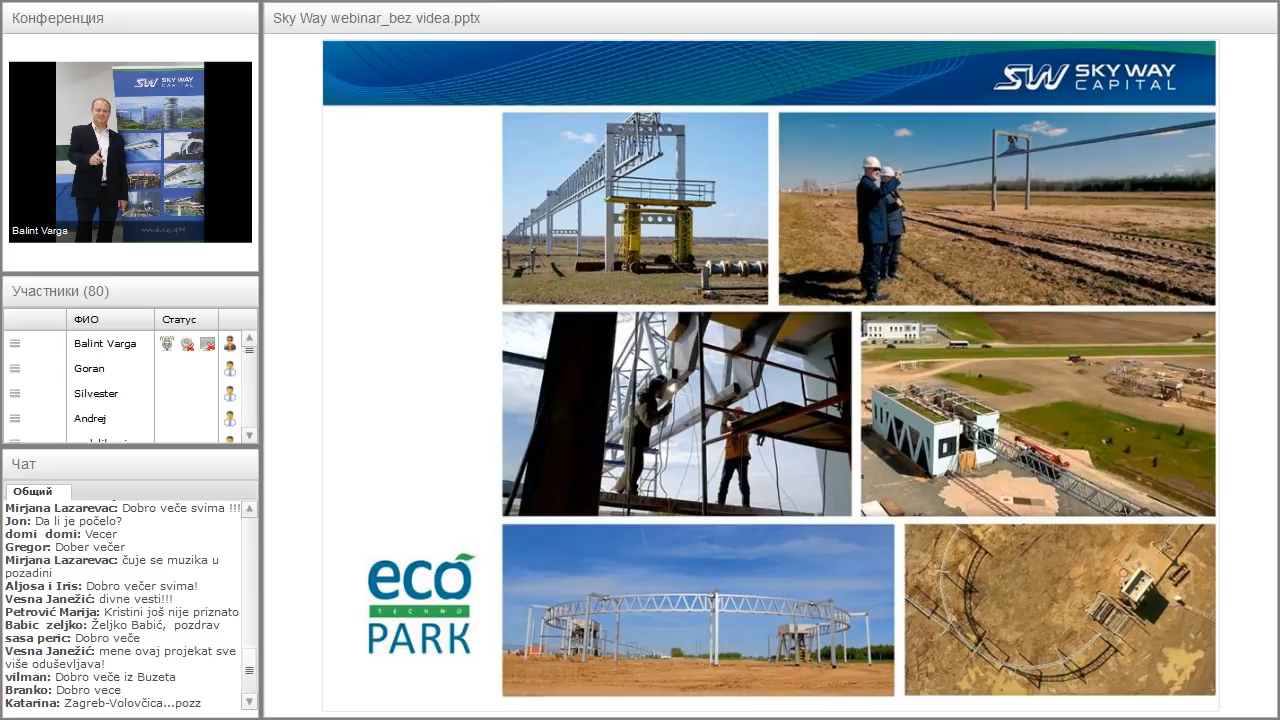 Конференция
Balint Varga
Участники (80)
ФИО Статус
Balint Varga
Goran
Silvester
Andrej
Чат
Общий
Mirjana Lazarevac: Dobro veče svima !!!
Jon: Da li je počelo?
domi domi: Vecer
Gregor: Dober večer
Mirjana Lazarevac: čuje se muzika u
pozadini
Aljosa i Iris: Dobro večer svima!
Vesna Janežič: divne vesti!!!
Petrović Marija: Kristini još nije priznato
Babic zeljko: Željko Babić, pozdrav
sasa peric: Dobro veče
Vesna Janežič: mene ovaj projekat sve
više oduševljava!
vilman: Dobro veče iz Buzeta
Branko: Dobro vece
Katarina: Zagreb-Volovčica...pozz
Sky Way webinar_bez videa.pptx
SW SKY WAY
CAPITAL
SW SKY WAY
CAPITAL
eco
TECHNO
PARK